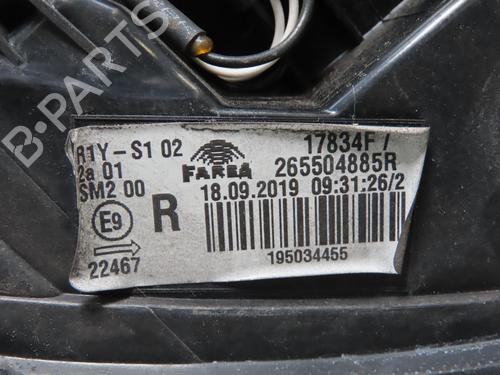 R1Y-S1 02
2a 01
SM2 00
E9
22467
R
FARBA
17834F /
265504885R
18.09.2019 09:31:26/2
195034455